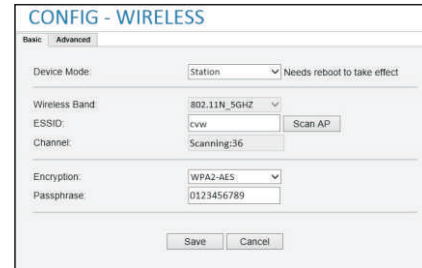 CONFIG - WIRELESS
Basic Advanced
Device Mode: Station Needs reboot to take effect
Wireless Band: 802.11N_5GHZ
ESSID: cvw Scan AP
Channel: Scanning:36
Encryption: WPA2-AES
Passphrase: 0123456789
Save Cancel